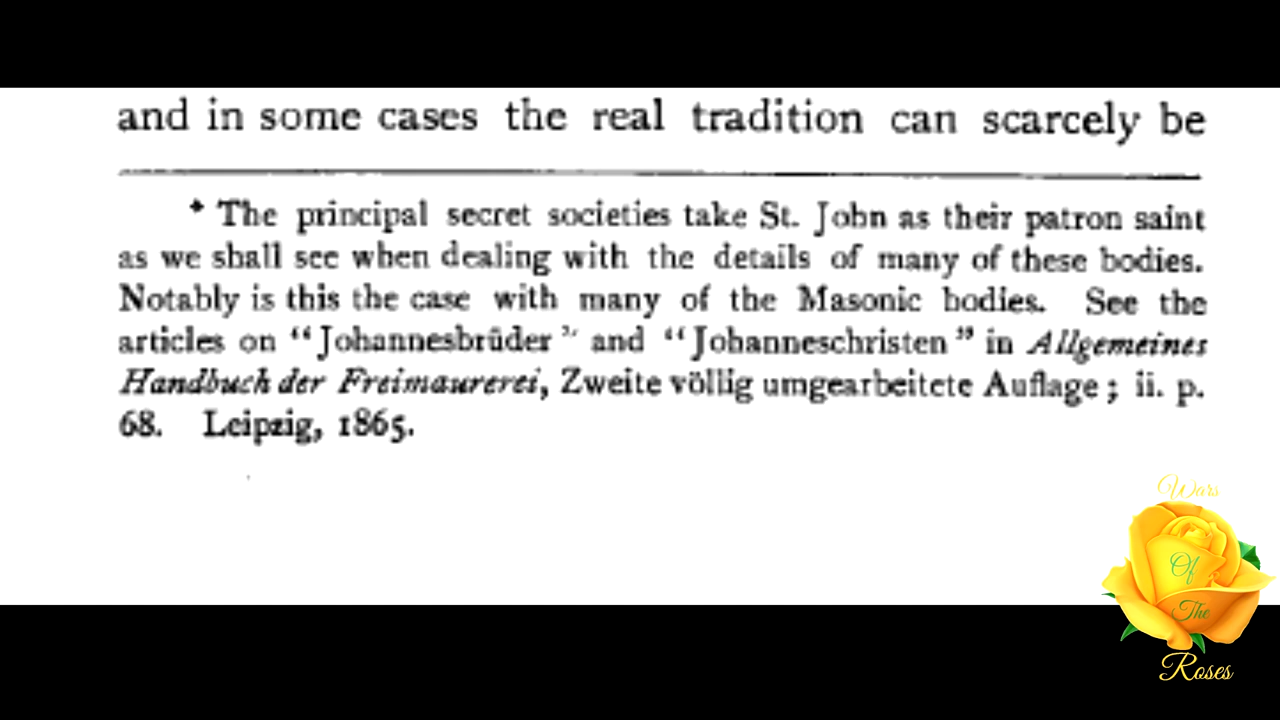 and in some cases the real tradition can scarcely be
* The principal secret societies take St. John as their patron saint
as we shall see when dealing with the details of many of these bodies.
Notably is this the case with many of the Masonic bodies. See the
articles on “Johannesbrüder” and “Johanneschristen” in Allgemeines
Handbuch der Freimaurerei, Zweite völlig umgearbeitete Auflage ; ii. p.
68. Leipzig, 1865.
Wars
Of
The
Roses